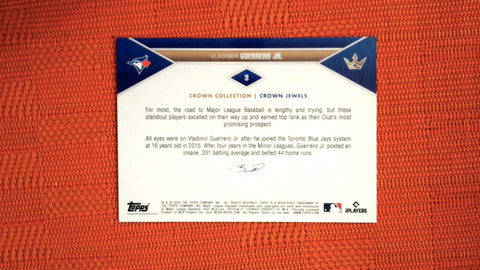 VLADIMIR GUERRERO JR.
3
CROWN COLLECTION | CROWN JEWELS
For most, the road to Major League Baseball is lengthy and trying, but these
standout players excelled on their way up and earned top rank as their Club's most
promising prospect.
All eyes were on Vladimir Guerrero Jr. after he joined the Toronto Blue Jays system
at 16 years old in 2015. After four years in the Minor Leagues, Guerrero Jr. posted an
insane .331 batting average and belted 44 home runs.
Topps
PLAYERS